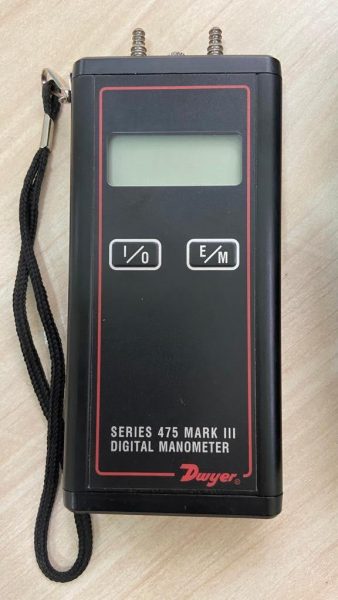 I/O E/M
SERIES 475 MARK III
DIGITAL MANOMETER
Dwyer®